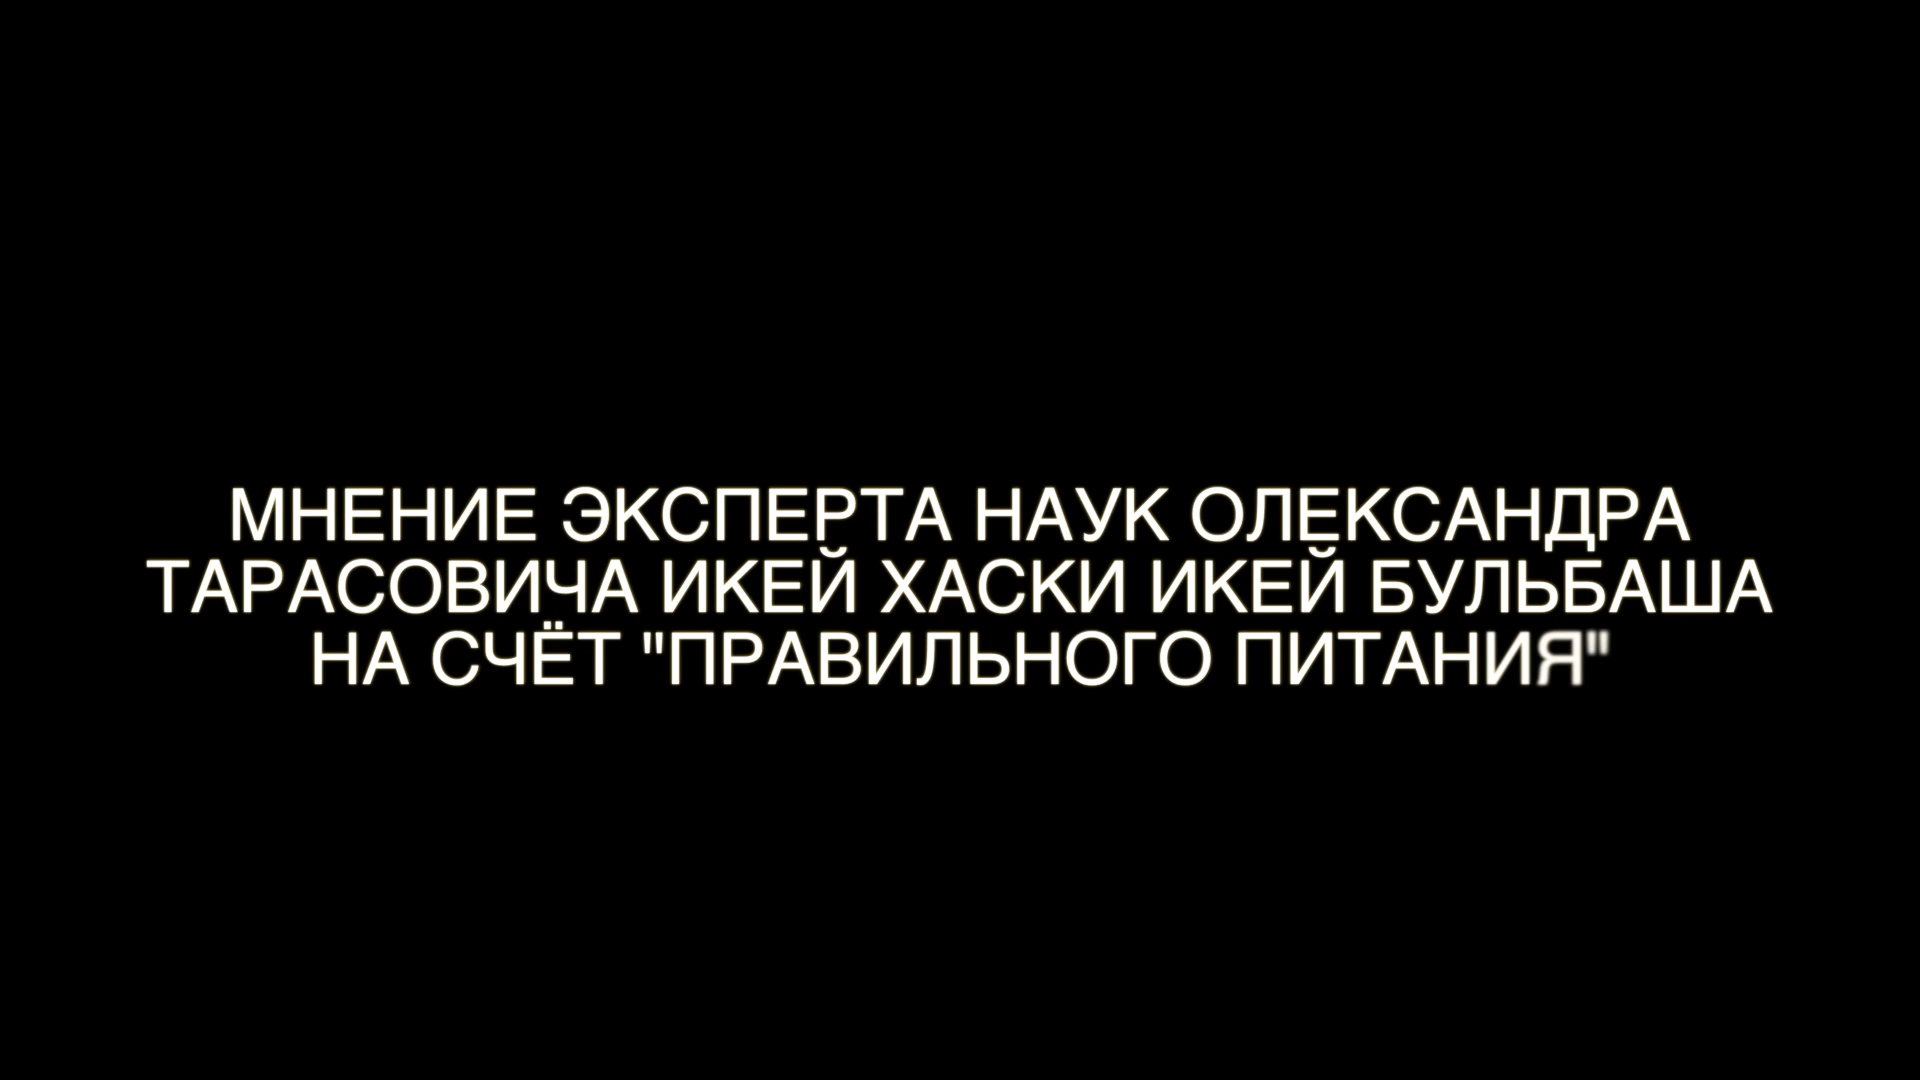 МНЕНИЕ ЭКСПЕРТА НАУК ОЛЕКСАНДРА
ТАРАСОВИЧА ИКЕЙ ХАСКИ ИКЕЙ БУЛЬБАША
НА СЧЁТ "ПРАВИЛЬНОГО ПИТАНИЯ"